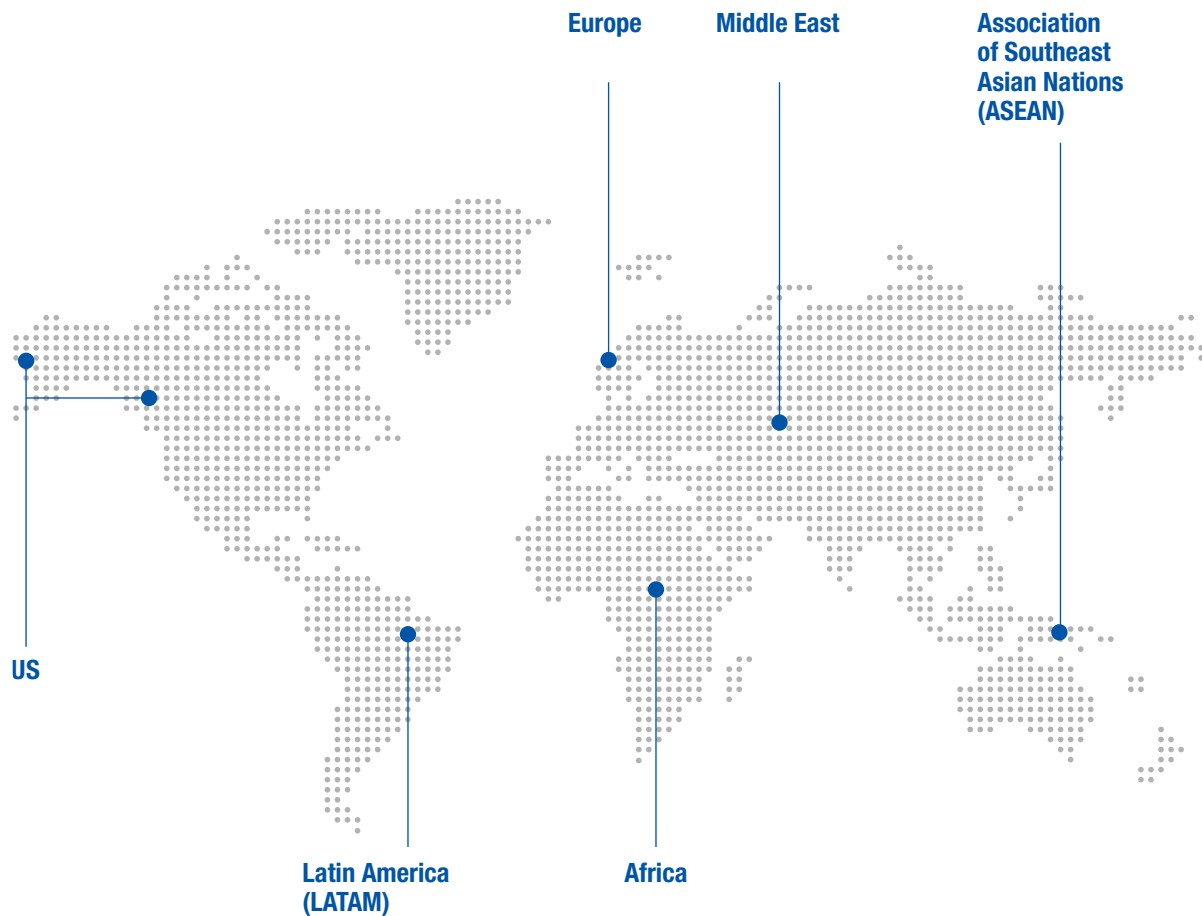 Europe
Middle East
Association
of Southeast
Asian Nations
(ASEAN)
US
Latin America
(LATAM)
Africa